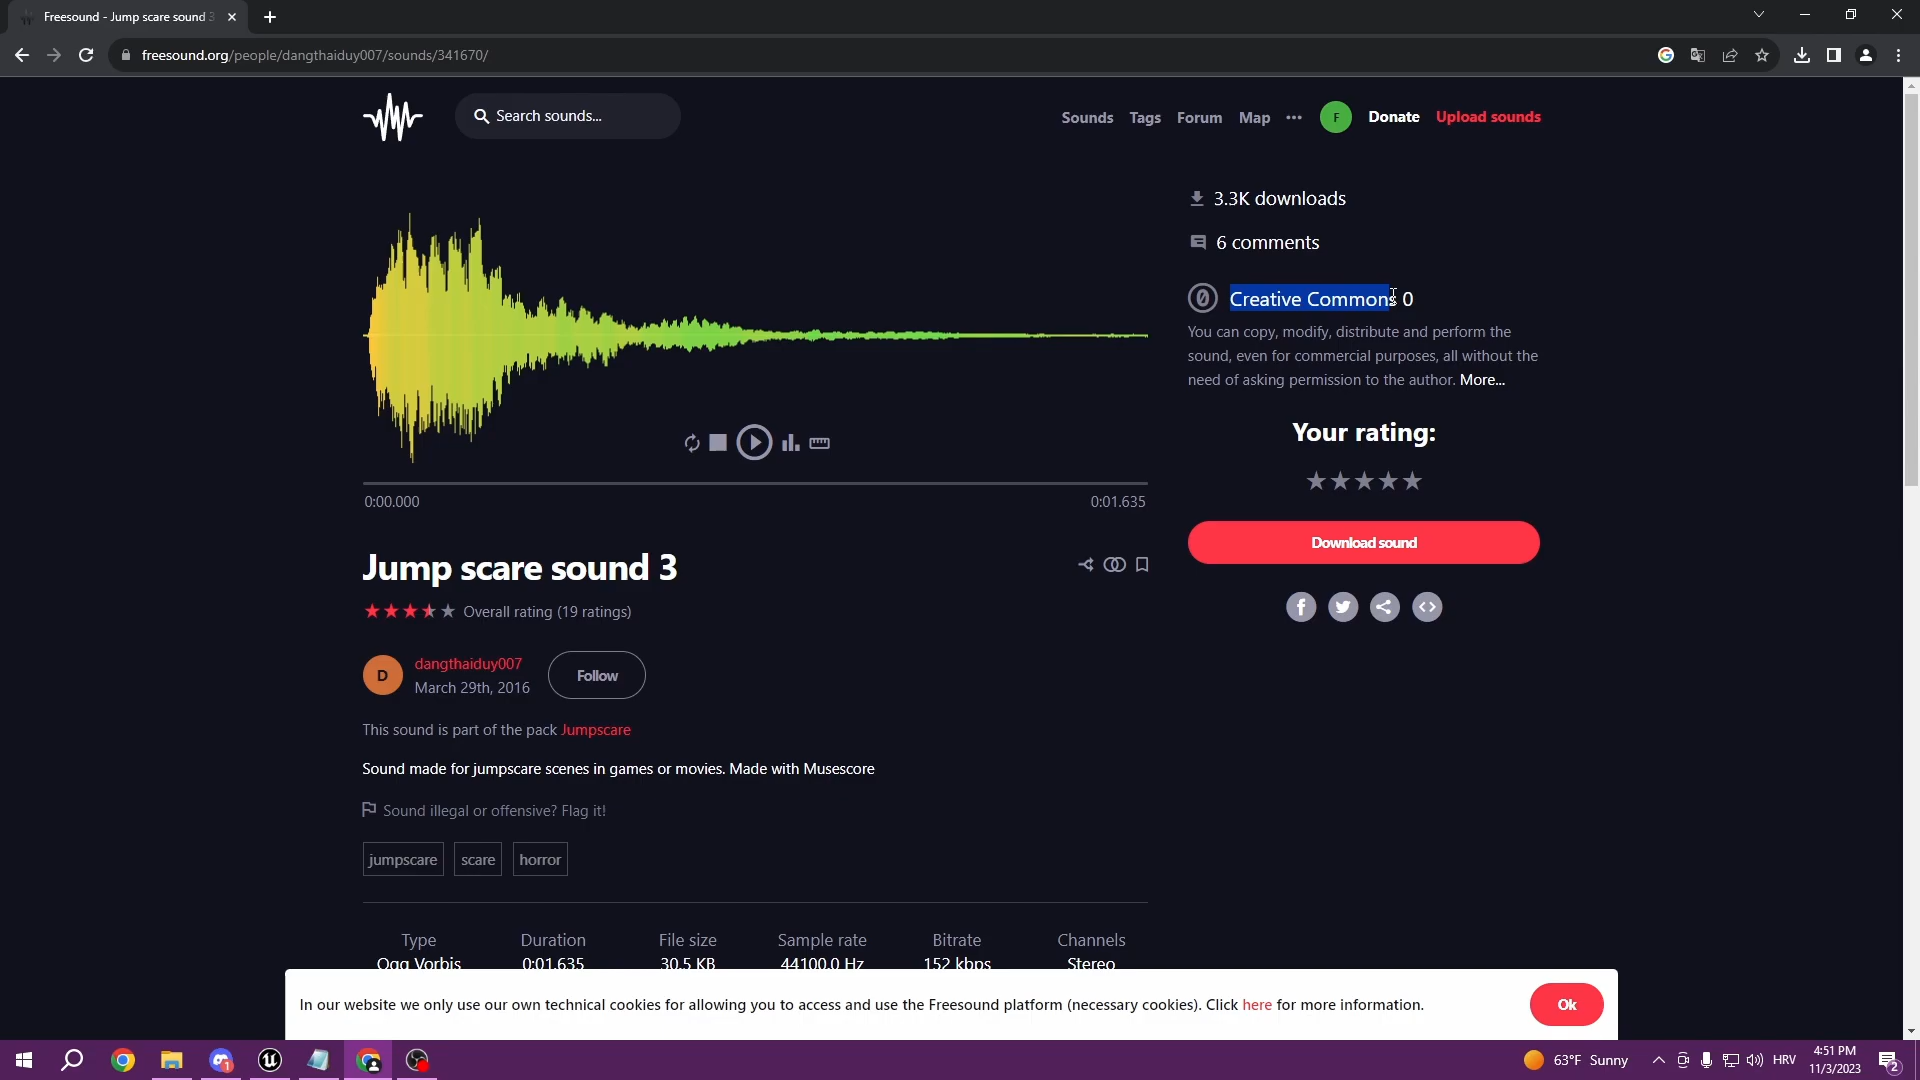 Freesound - Jump scare sound 3
freesound.org/people/dangthaiduy007/sounds/341670/
Search sounds...
Sounds Tags Forum Map ••• F Donate Upload sounds
3.3K downloads
6 comments
0 Creative Commons 0
You can copy, modify, distribute and perform the
sound, even for commercial purposes, all without the
need of asking permission to the author. More...
Your rating:
0:00.000 0:01.635
Download sound
Jump scare sound 3
Overall rating (19 ratings)
D
dangthaiduy007
March 29th, 2016
Follow
This sound is part of the pack Jumpscare
Sound made for jumpscare scenes in games or movies. Made with Musescore
Sound illegal or offensive? Flag it!
jumpscare scare horror
Type Duration File size Sample rate Bitrate Channels
Ogg Vorbis 0:01.635 30.5 KB 44100.0 Hz 152 kbps Stereo
In our website we only use our own technical cookies for allowing you to access and use the Freesound platform (necessary cookies). Click here for more information.
Ok
1
63°F Sunny
HRV
4:51 PM
11/3/2023
2